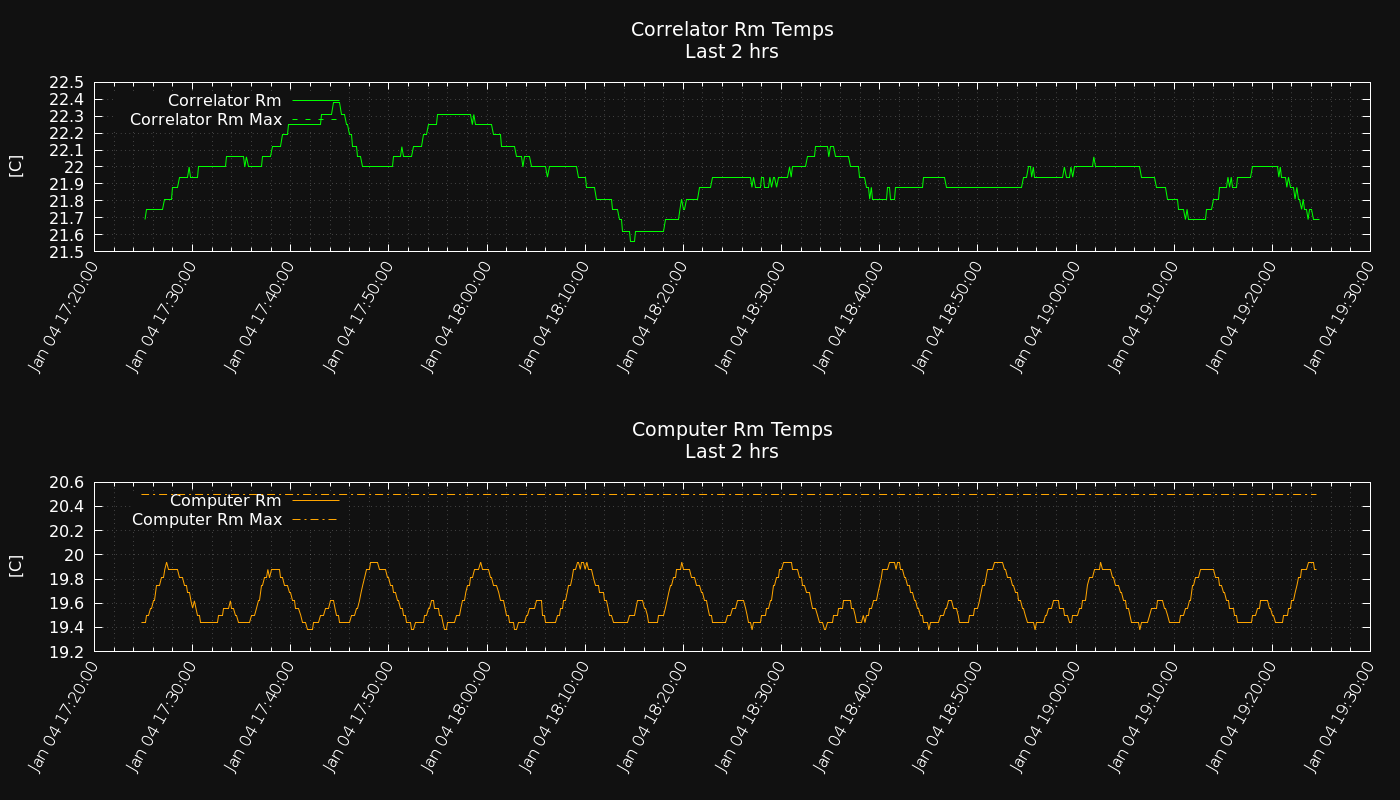 Correlator Rm Temps
Last 2 hrs
22.5
22.4
22.3
22.2
22.1
22
21.9
21.8
21.7
21.6
21.5
[C]
Correlator Rm
Correlator Rm Max
Jan 04 17:20:00
Jan 04 17:30:00
Jan 04 17:40:00
Jan 04 17:50:00
Jan 04 18:00:00
Jan 04 18:10:00
Jan 04 18:20:00
Jan 04 18:30:00
Jan 04 18:40:00
Jan 04 18:50:00
Jan 04 19:00:00
Jan 04 19:10:00
Jan 04 19:20:00
Jan 04 19:30:00
Computer Rm Temps
Last 2 hrs
20.6
20.4
20.2
20
19.8
19.6
19.4
19.2
[C]
Computer Rm
Computer Rm Max
Jan 04 17:20:00
Jan 04 17:30:00
Jan 04 17:40:00
Jan 04 17:50:00
Jan 04 18:00:00
Jan 04 18:10:00
Jan 04 18:20:00
Jan 04 18:30:00
Jan 04 18:40:00
Jan 04 18:50:00
Jan 04 19:00:00
Jan 04 19:10:00
Jan 04 19:20:00
Jan 04 19:30:00